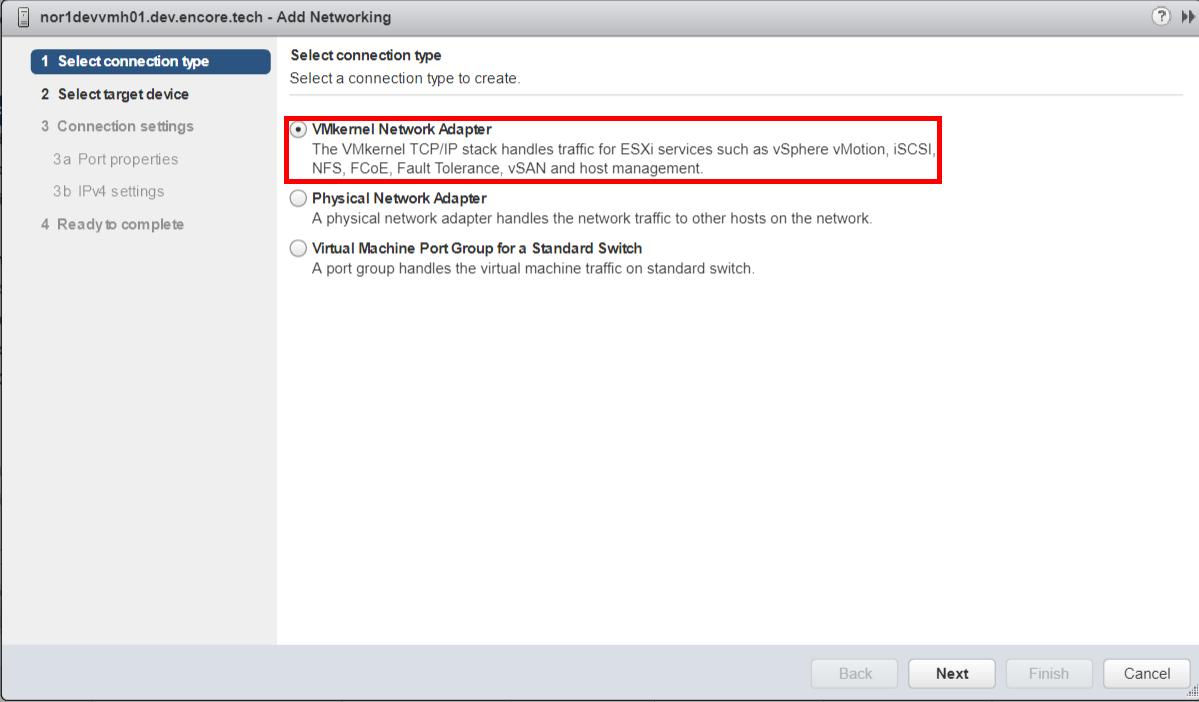 nor1devvmh01.dev.encore.tech - Add Networking
?
1 Select connection type
2 Select target device
3 Connection settings
3a Port properties
3b IPv4 settings
4 Ready to complete
Select connection type
Select a connection type to create.
VMkernel Network Adapter
The VMkernel TCP/IP stack handles traffic for ESXi services such as vSphere vMotion, iSCSI,
NFS, FCoE, Fault Tolerance, vSAN and host management.
Physical Network Adapter
A physical network adapter handles the network traffic to other hosts on the network.
Virtual Machine Port Group for a Standard Switch
A port group handles the virtual machine traffic on standard switch.
Back
Next
Finish
Cancel